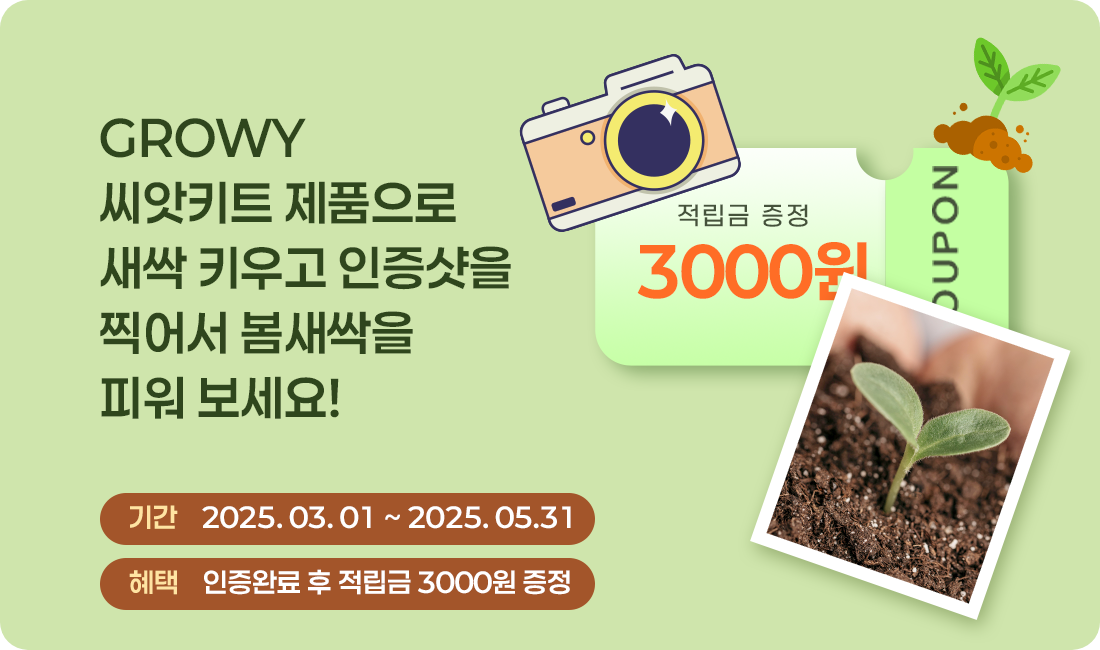 GROWY
씨앗키트 제품으로
새싹 키우고 인증샷을
찍어서 봄새싹을
피워 보세요!
적립금 증정
3000원
OUPON
기간 2025. 03. 01 ~ 2025. 05.31
혜택 인증완료 후 적립금 3000원 증정